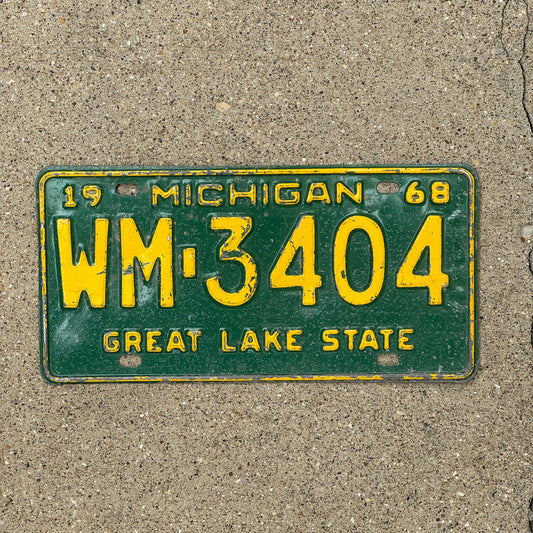 19 MICHIGAN 68
WM-3404
GREAT LAKE STATE